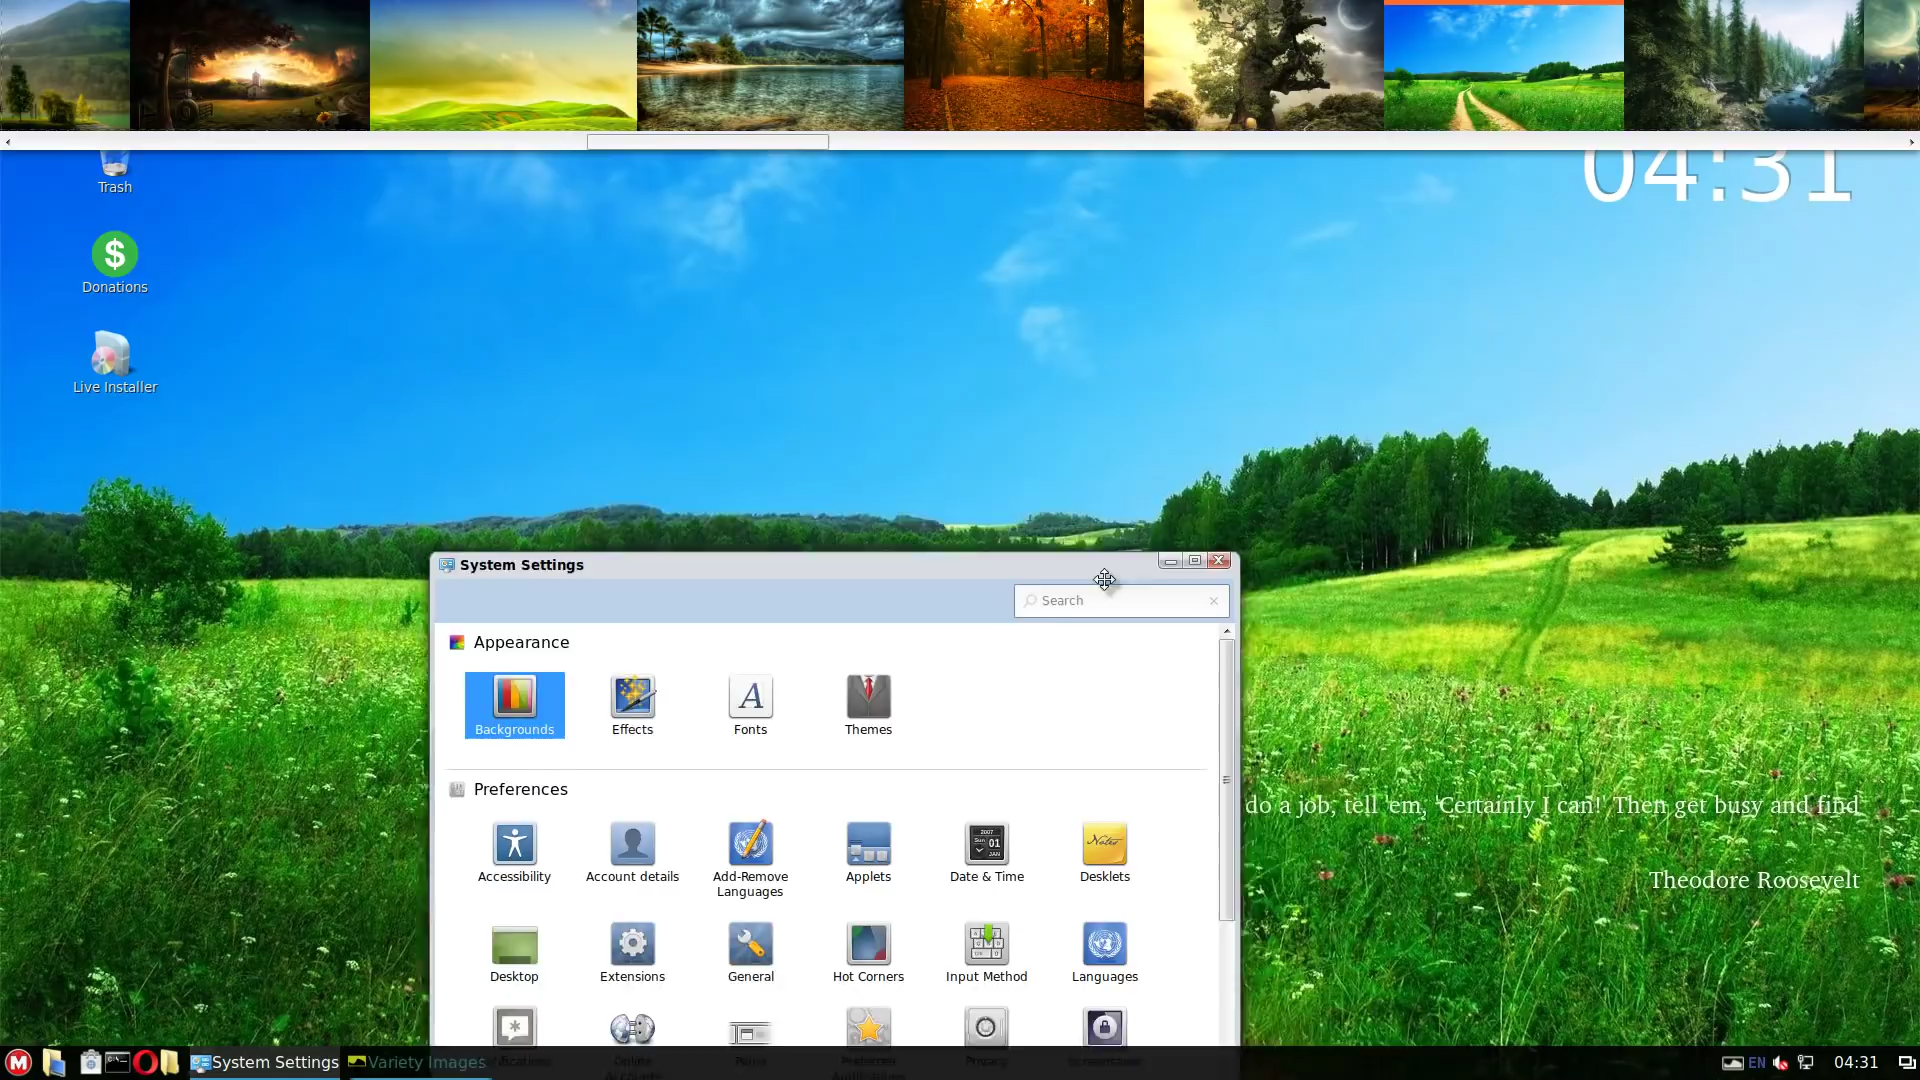 04:31
Trash
Donations
Live Installer
System Settings
Search
Appearance
Backgrounds
Effects
Fonts
Themes
Preferences
Accessibility
Account details
Add-Remove
Languages
Applets
Date & Time
Desklets
Desktop
Extensions
General
Hot Corners
Input Method
Languages
do a job, tell 'em, 'Certainly I can!' Then get busy and find
Theodore Roosevelt
System Settings
Variety Images
EN
04:31